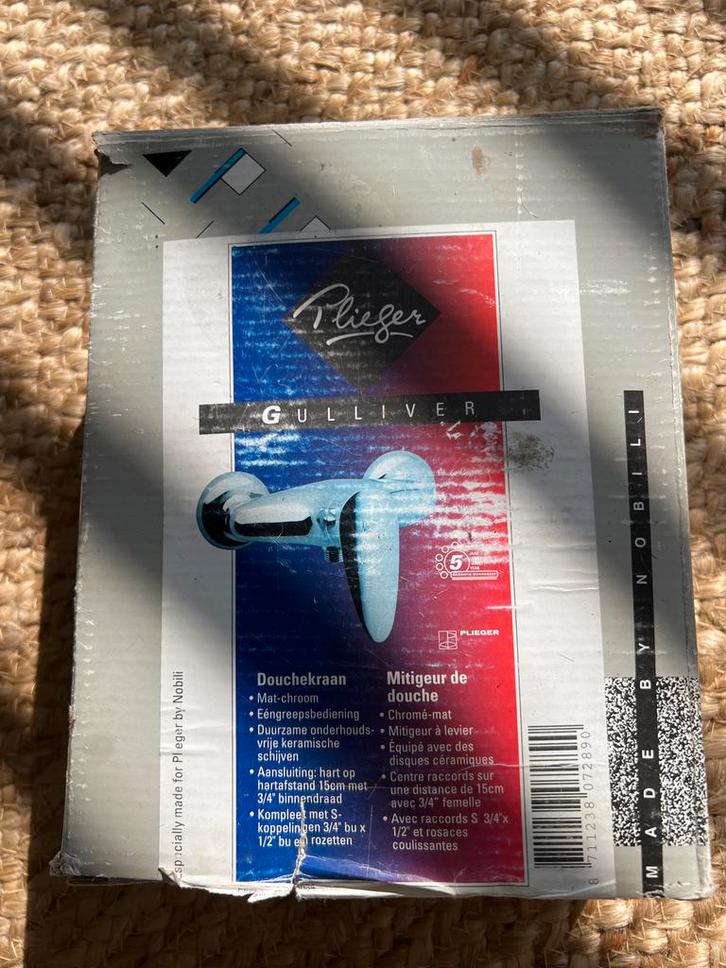 Plieger
GULLIVER
5
PLIEGER
Douchekraan
• Mat-chroom
• Eéngreepsbediening
• Duurzame onderhouds-
vrije keramische
schijven
• Aansluiting: hart op
hartafstand 15cm met
3/4" binnendraad
• Kompleet met S-
koppelingen 3/4" bu x
1/2" bu en rozetten
Mitigeur de
douche
• Chromé-mat
• Mitigeur à levier
• Équipé avec des
disques céramiques
• Centre raccords sur
une distance de 15cm
avec 3/4" femelle
• Avec raccords S 3/4"x
1/2" et rosaces
coulissantes
Especially made for Plieger by Nobili
8 711238 072890
MADE BY NOBILI